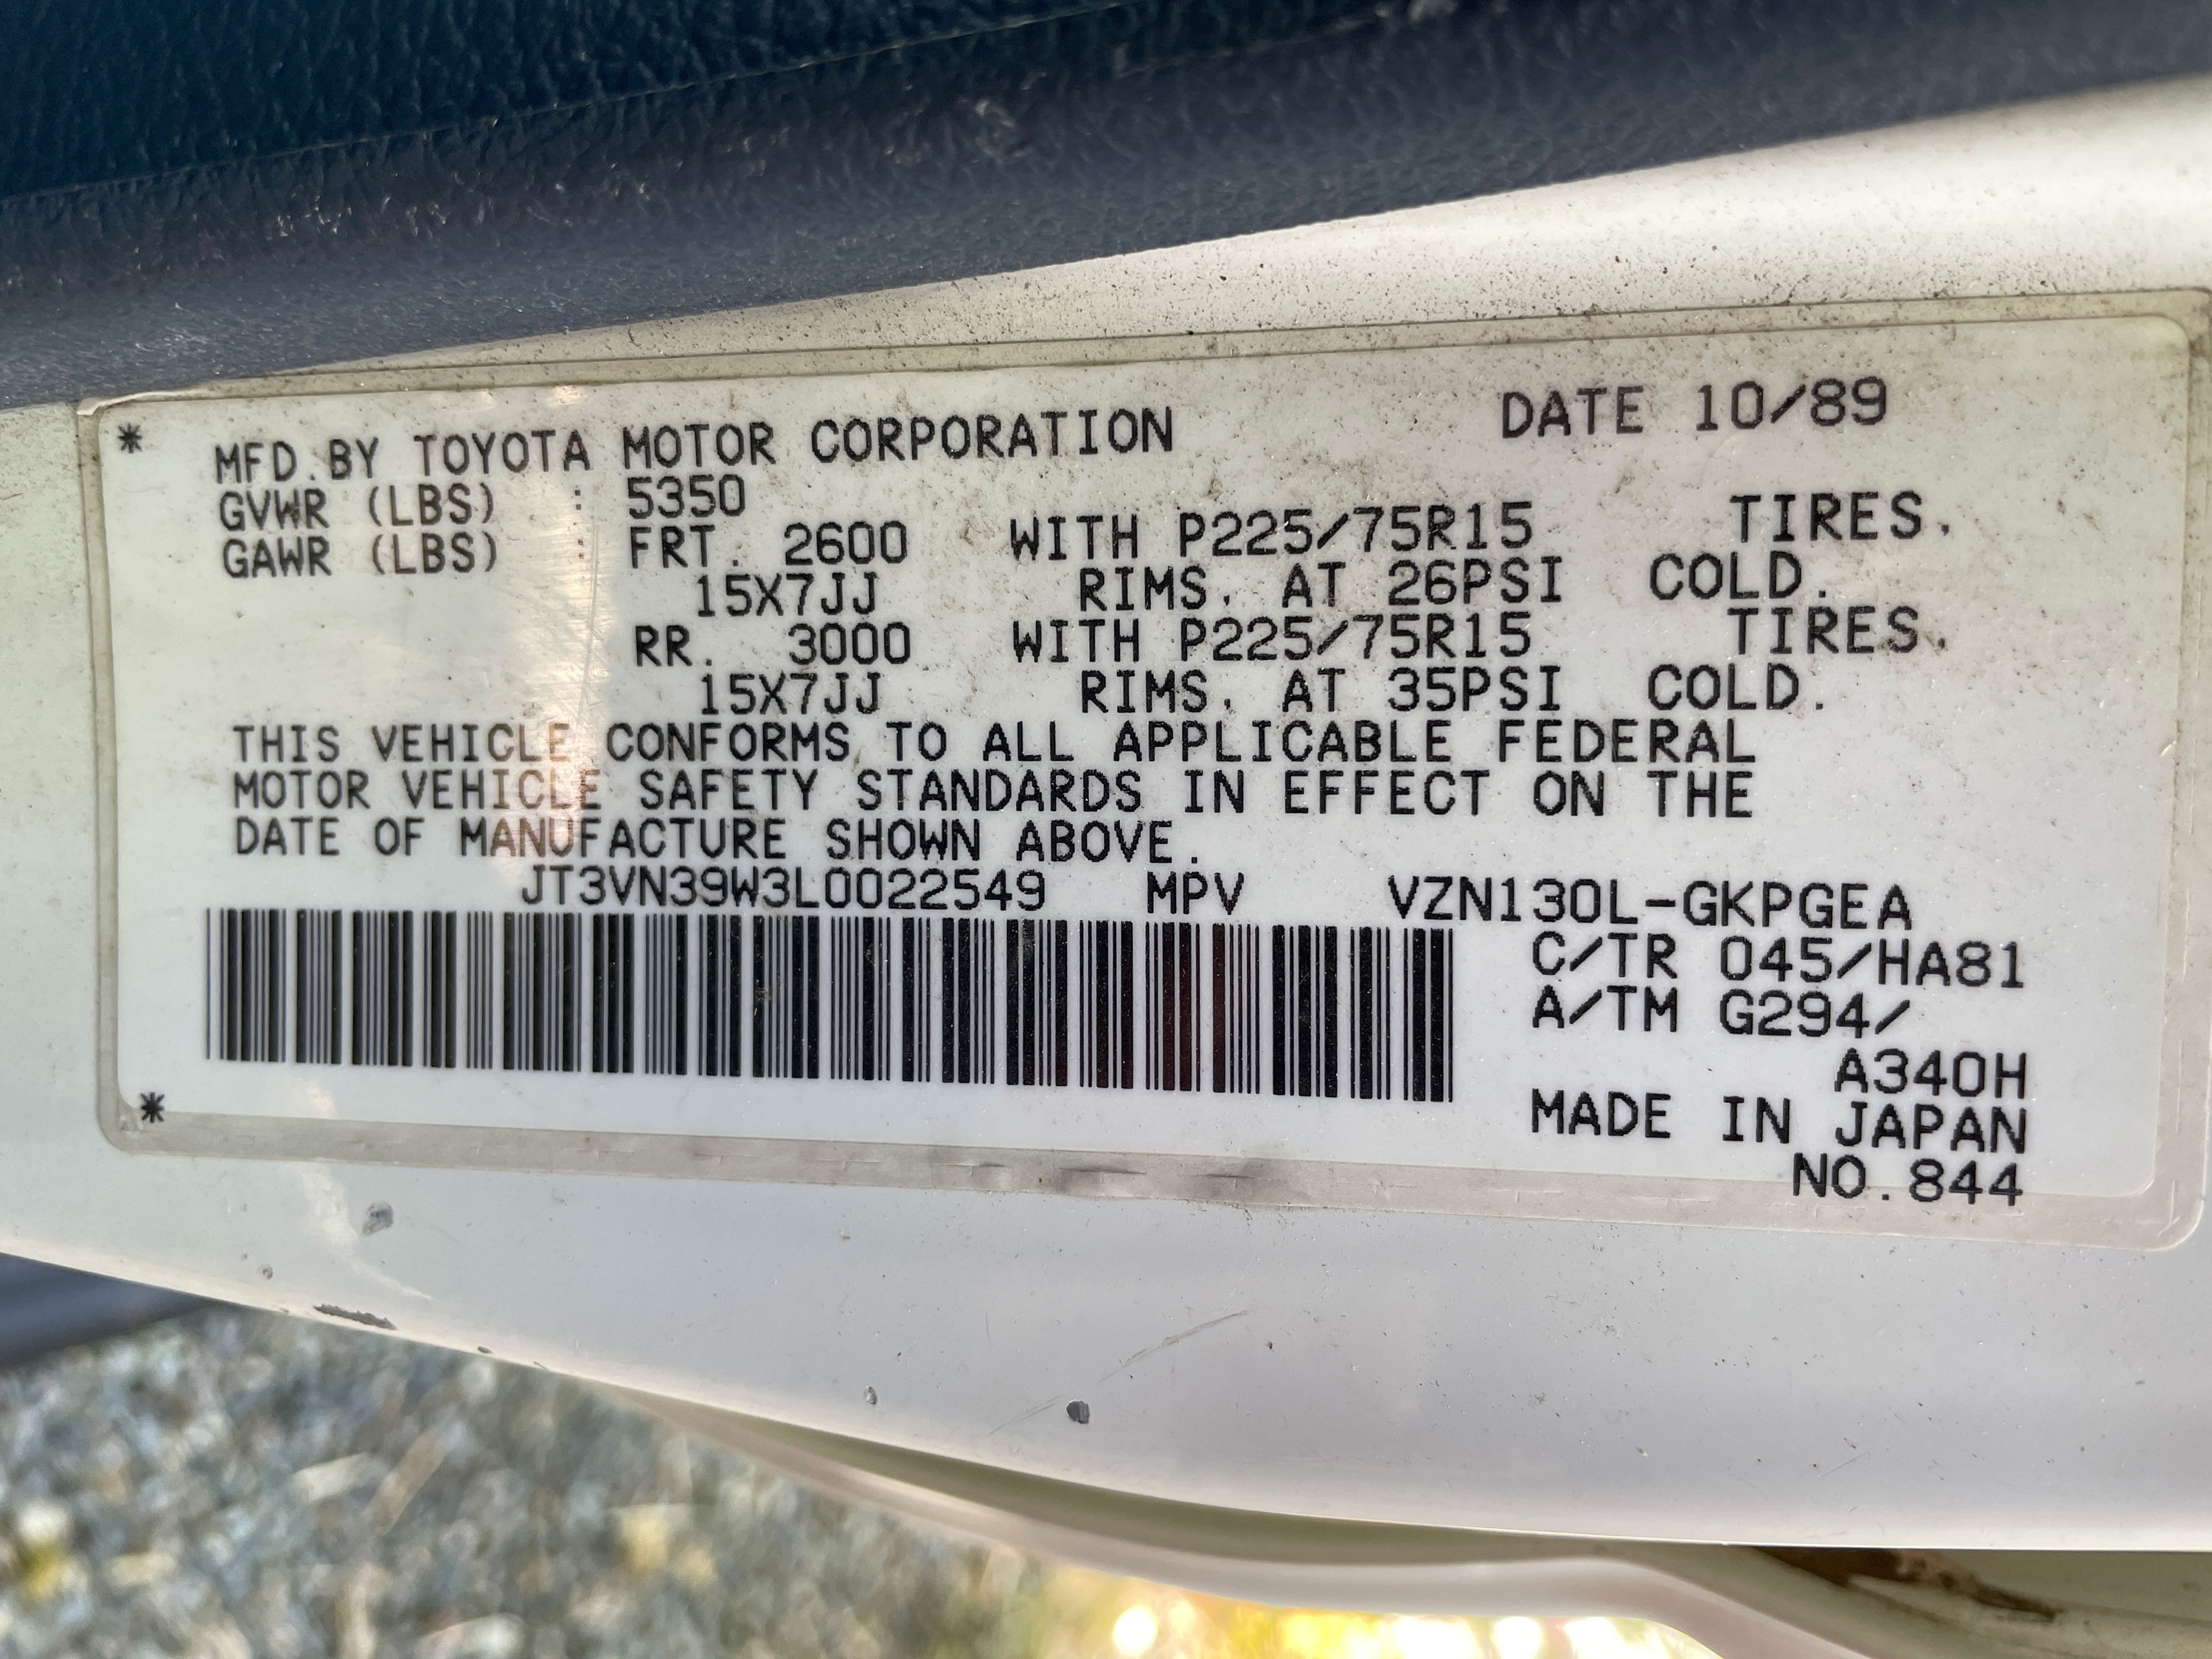 * MFD.BY TOYOTA MOTOR CORPORATION DATE 10/89
GVWR (LBS) : 5350
GAWR (LBS) : FRT. 2600 WITH P225/75R15 TIRES.
15X7JJ RIMS. AT 26PSI COLD.
RR. 3000 WITH P225/75R15 TIRES.
15X7JJ RIMS. AT 35PSI COLD.
THIS VEHICLE CONFORMS TO ALL APPLICABLE FEDERAL
MOTOR VEHICLE SAFETY STANDARDS IN EFFECT ON THE
DATE OF MANUFACTURE SHOWN ABOVE.
JT3VN39W3L0022549 MPV VZN130L-GKPGEA
C/TR 045/HA81
A/TM G294/
A340H
* MADE IN JAPAN
NO.844